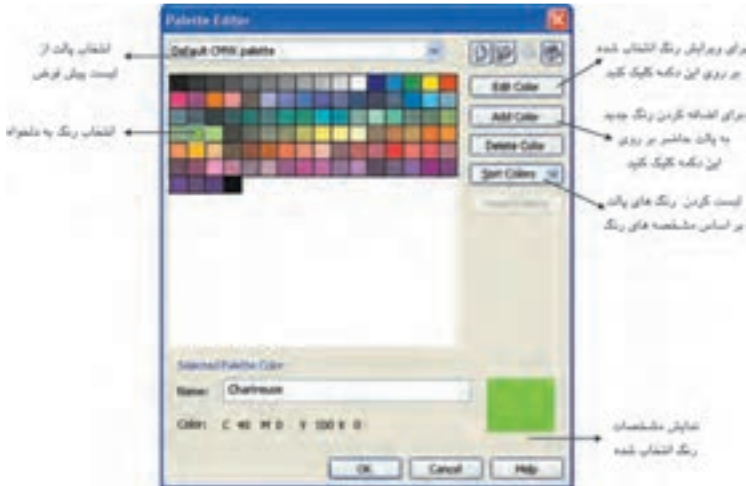 Palette Editor
انتخاب پالت از
لیست پیش فرض
Default CMYK palette
برای ویرایش رنگ انتخاب شده
بر روی این دکمه کلیک کنید
Edit Color
انتخاب رنگ به دلخواه
برای اضافه کردن رنگ جدید
به پالت حاضر بر روی
این دکمه کلیک کنید
Add Color
Delete Color
Sort Colors
لیست کردن رنگ های پالت
بر اساس مشخصه های رنگ
Selected Palette Color
Name: Chartreuse
Color: C 40 M 0 Y 100 K 0
نمایش مشخصات
رنگ انتخاب شده
OK Cancel Help